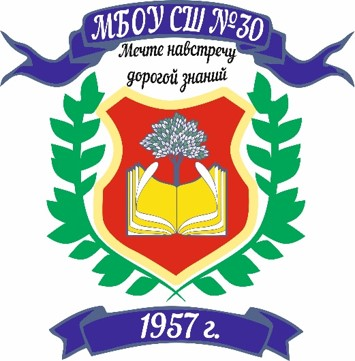 МБОУ СШ №30
Мечте навстречу
дорогой знаний
1957 г.